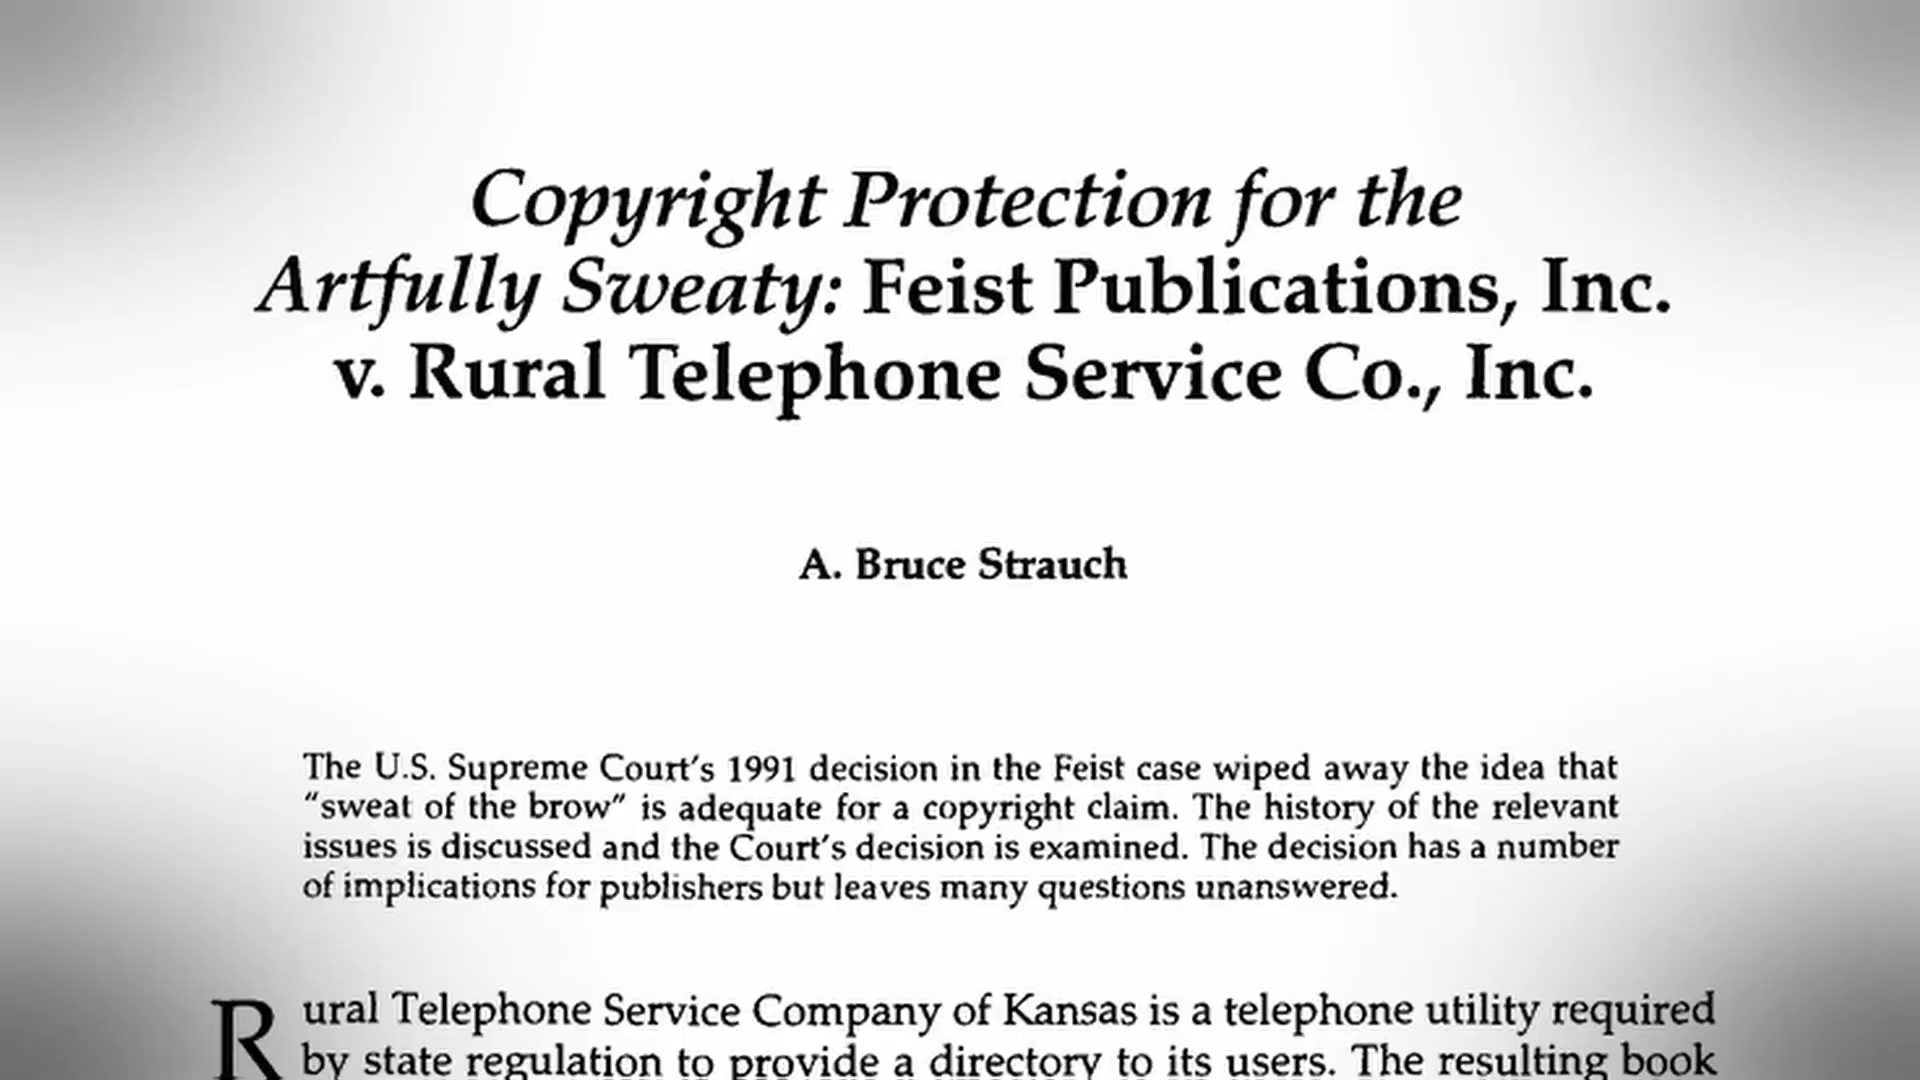 Copyright Protection for the
Artfully Sweaty: Feist Publications, Inc.
v. Rural Telephone Service Co., Inc.
A. Bruce Strauch
The U.S. Supreme Court's 1991 decision in the Feist case wiped away the idea that
"sweat of the brow" is adequate for a copyright claim. The history of the relevant
issues is discussed and the Court's decision is examined. The decision has a number
of implications for publishers but leaves many questions unanswered.
Rural Telephone Service Company of Kansas is a telephone utility required
by state regulation to provide a directory to its users. The resulting book